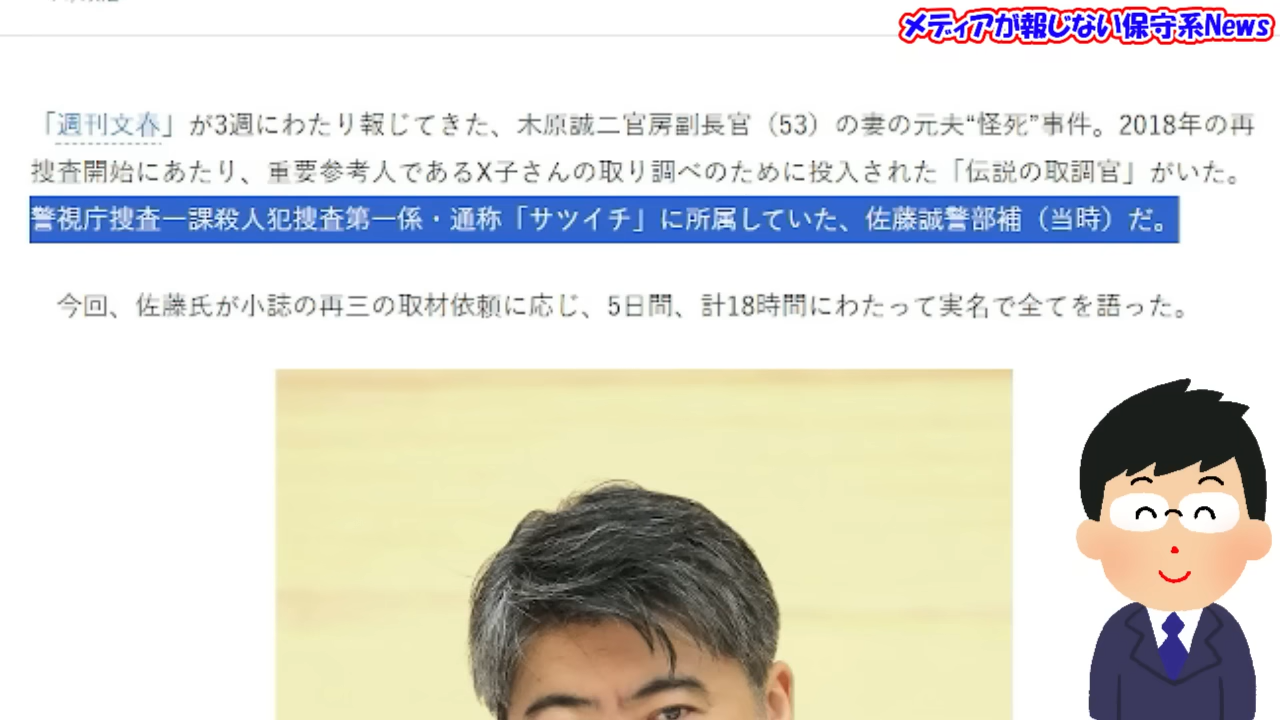 メディアが報じない保守系News
「週刊文春」が3週にわたり報じてきた、木原誠二官房副長官（53）の妻の元夫“怪死”事件。2018年の再
捜査開始にあたり、重要参考人であるX子さんの取り調べのために投入された「伝説の取調官」がいた。
警視庁捜査一課殺人犯捜査第一係・通称「サツイチ」に所属していた、佐藤誠警部補（当時）だ。
今回、佐藤氏が小誌の再三の取材依頼に応じ、5日間、計18時間にわたって実名で全てを語った。